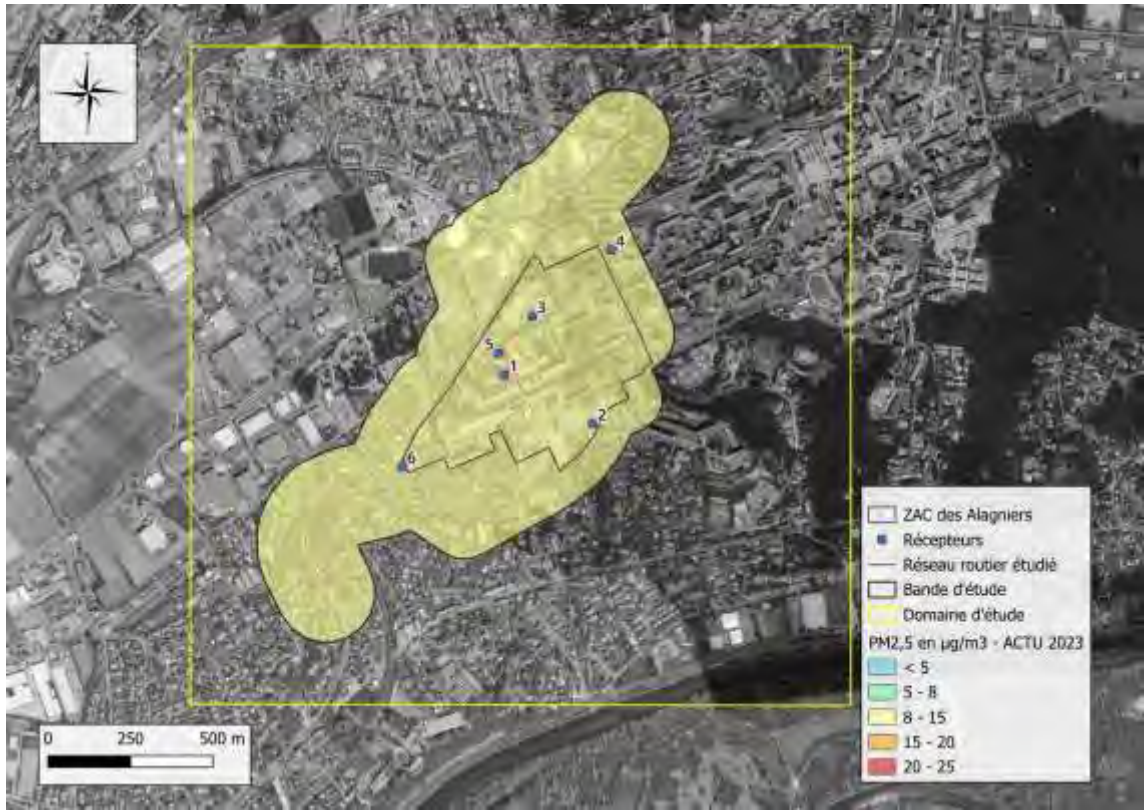 4
3
5
1
2
6
ZAC des Alagniers
Récepteurs
Réseau routier étudié
Bande d'étude
Domaine d'étude
PM2,5 en µg/m3 - ACTU 2023
< 5
5 - 8
8 - 15
15 - 20
20 - 25
0 250 500 m